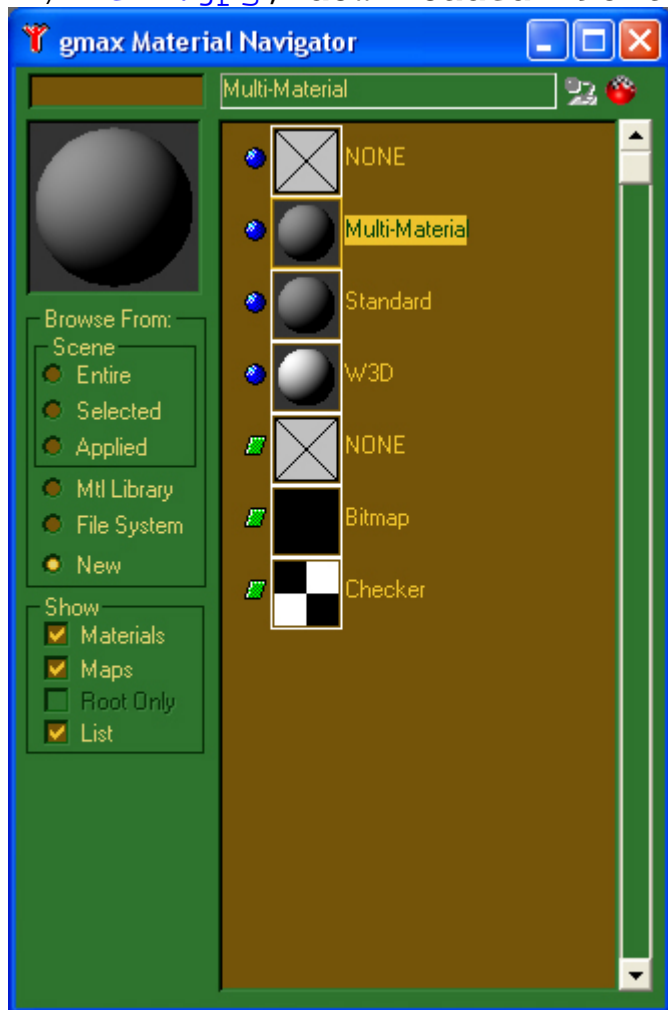 gmax Material Navigator
Multi-Material
NONE
Multi-Material
Standard
W3D
NONE
Bitmap
Checker
Browse From:
Scene
Entire
Selected
Applied
Mtl Library
File System
New
Show
Materials
Maps
Root Only
List